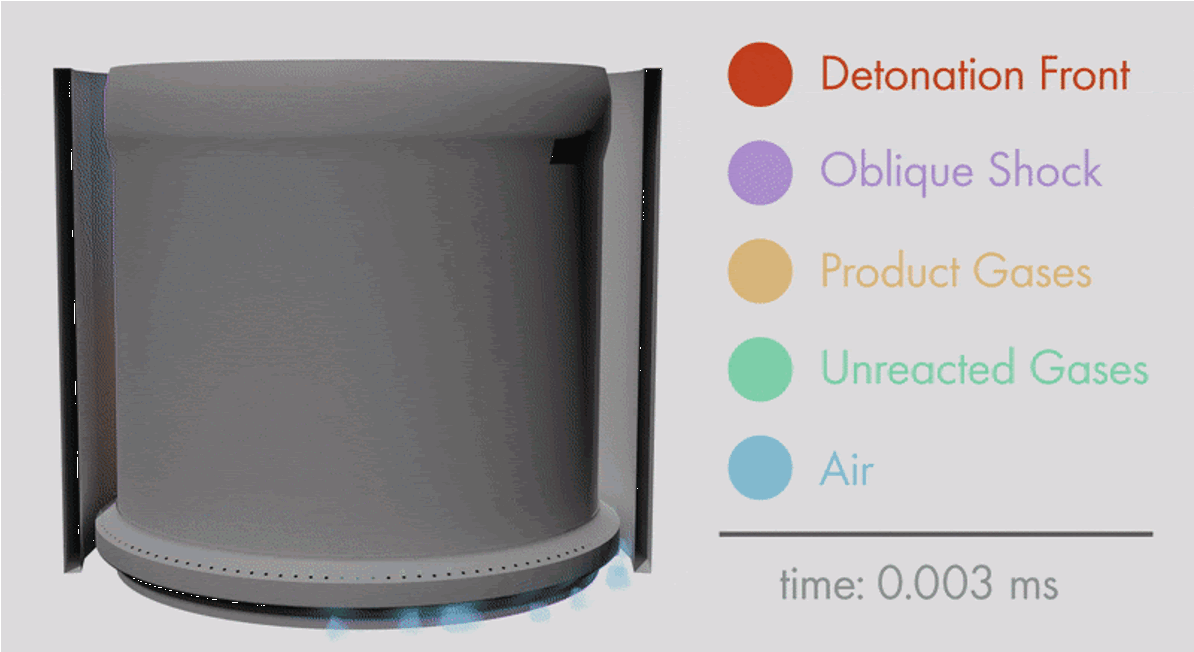 Detonation Front
Oblique Shock
Product Gases
Unreacted Gases
Air
time: 0.003 ms